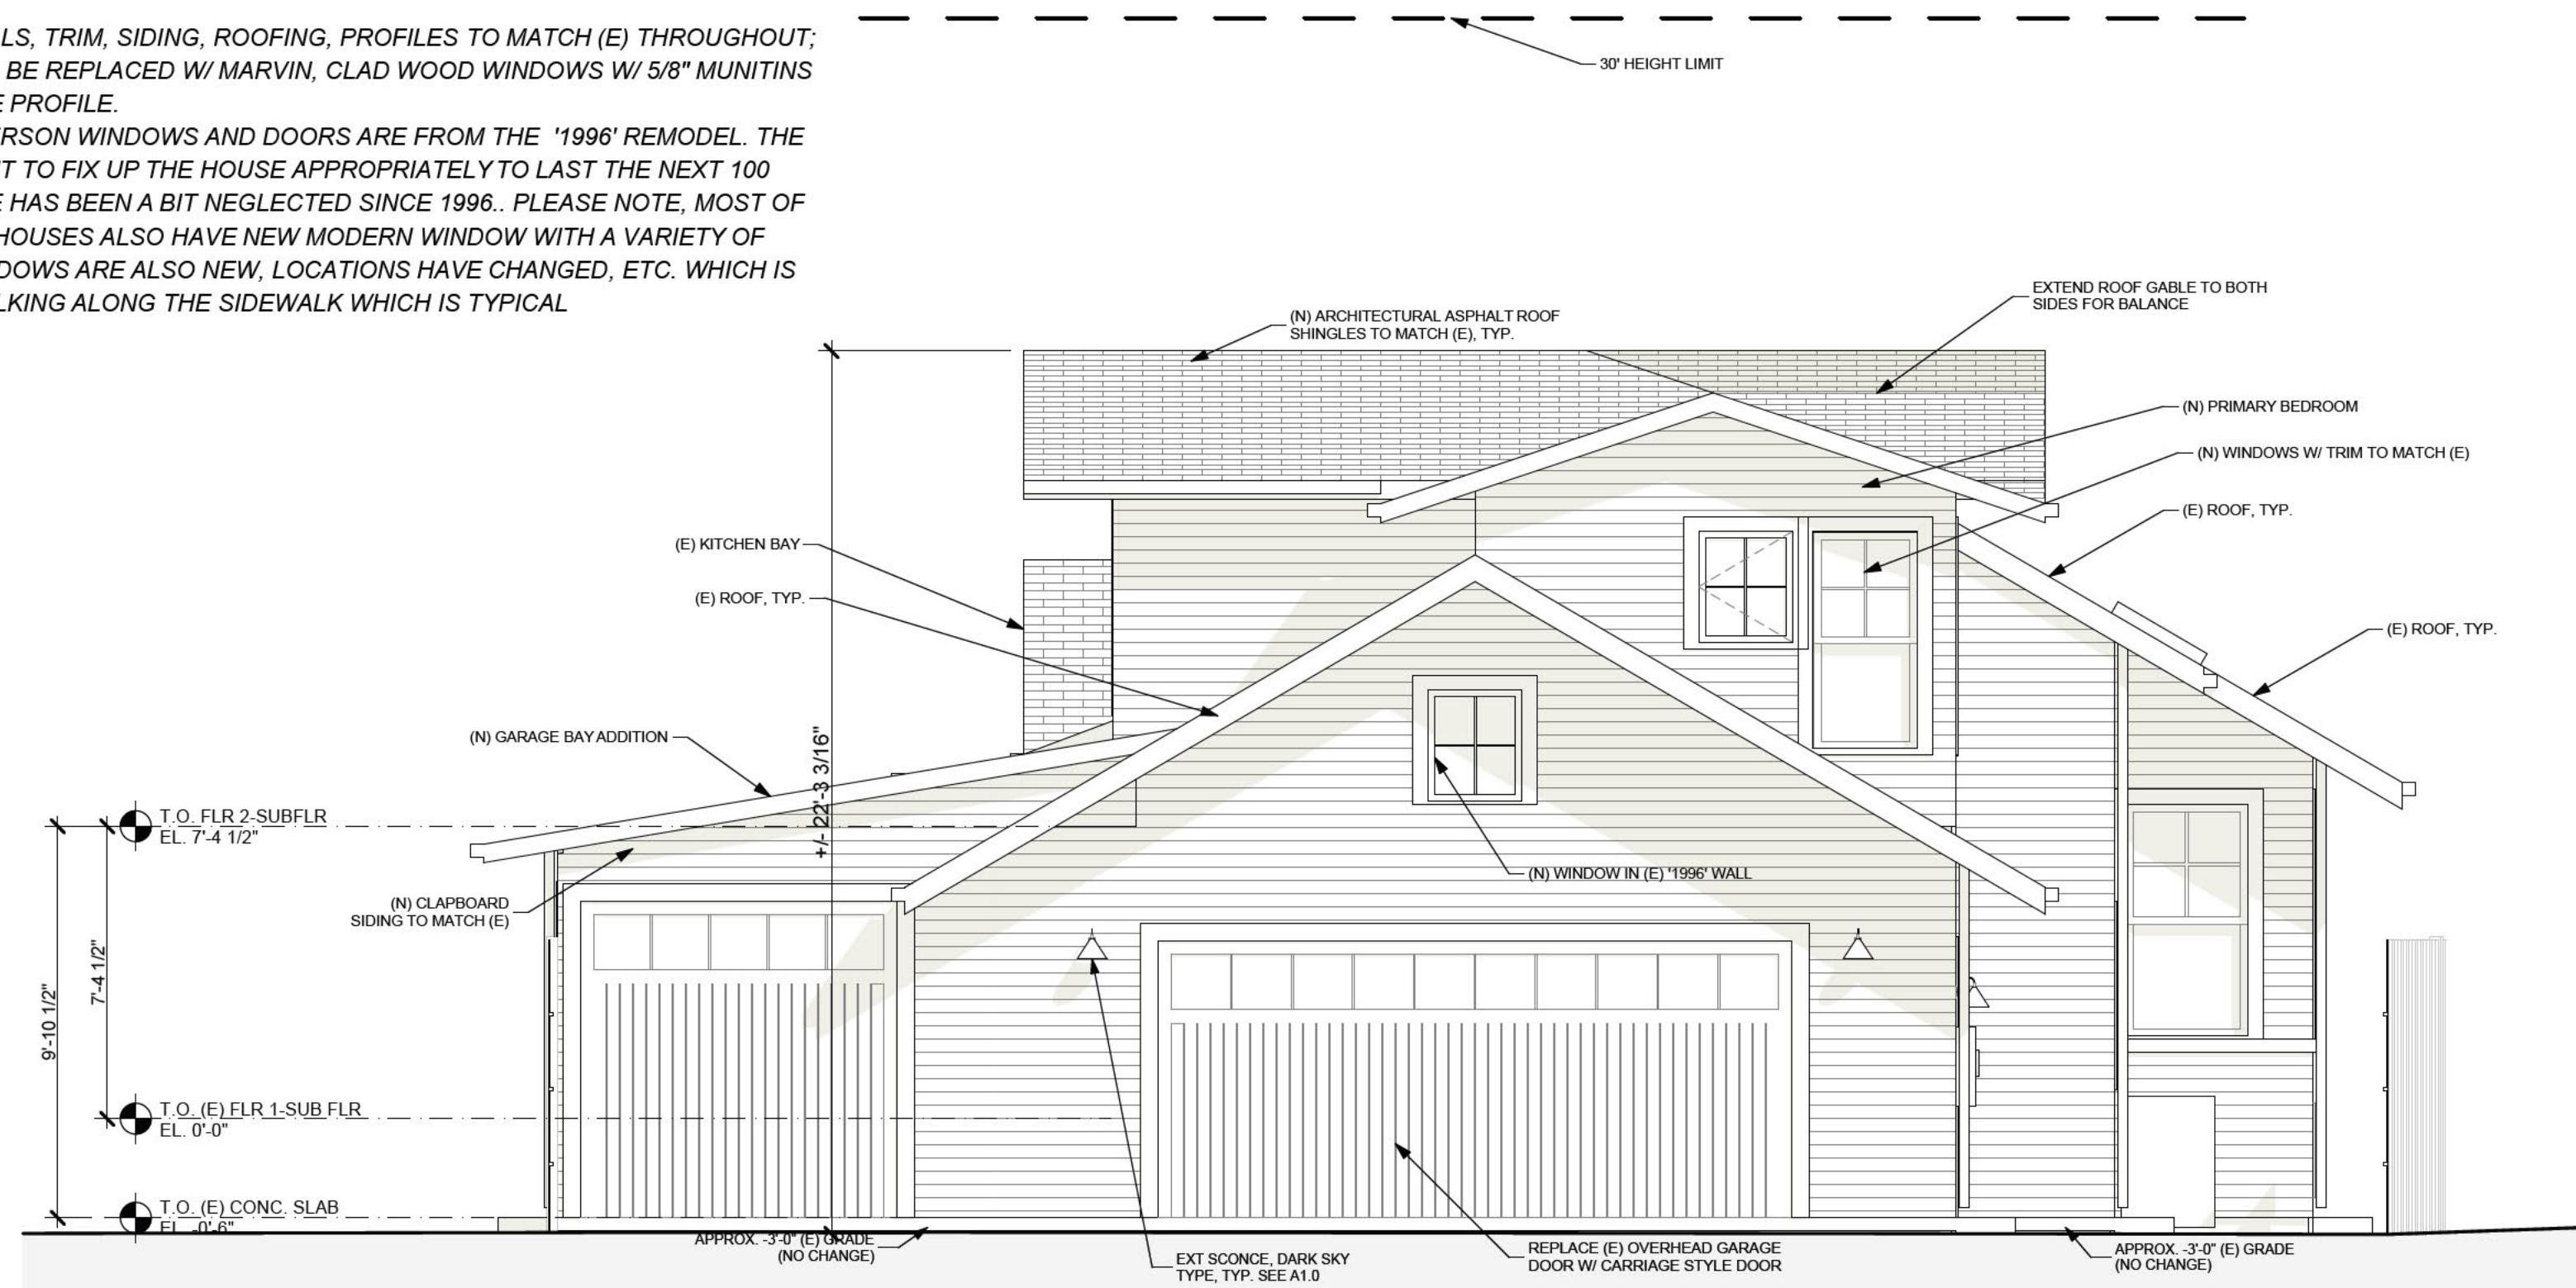 LS, TRIM, SIDING, ROOFING, PROFILES TO MATCH (E) THROUGHOUT;
BE REPLACED W/ MARVIN, CLAD WOOD WINDOWS W/ 5/8" MUNITINS
E PROFILE.
ERSON WINDOWS AND DOORS ARE FROM THE '1996' REMODEL. THE
T TO FIX UP THE HOUSE APPROPRIATELY TO LAST THE NEXT 100
E HAS BEEN A BIT NEGLECTED SINCE 1996.. PLEASE NOTE, MOST OF
HOUSES ALSO HAVE NEW MODERN WINDOW WITH A VARIETY OF
DOWS ARE ALSO NEW, LOCATIONS HAVE CHANGED, ETC. WHICH IS
LKING ALONG THE SIDEWALK WHICH IS TYPICAL
30' HEIGHT LIMIT
EXTEND ROOF GABLE TO BOTH
SIDES FOR BALANCE
(N) ARCHITECTURAL ASPHALT ROOF
SHINGLES TO MATCH (E), TYP.
(N) PRIMARY BEDROOM
(N) WINDOWS W/ TRIM TO MATCH (E)
(E) ROOF, TYP.
(E) KITCHEN BAY
(E) ROOF, TYP.
(E) ROOF, TYP.
(N) GARAGE BAY ADDITION
+/- 22'-3 3/16"
T.O. FLR 2-SUBFLR
EL. 7'-4 1/2"
(N) WINDOW IN (E) '1996' WALL
(N) CLAPBOARD
SIDING TO MATCH (E)
7'-4 1/2"
9'-10 1/2"
T.O. (E) FLR 1-SUB FLR
EL. 0'-0"
T.O. (E) CONC. SLAB
EL. -0'-6"
APPROX. -3'-0" (E) GRADE
(NO CHANGE)
EXT SCONCE, DARK SKY
TYPE, TYP. SEE A1.0
REPLACE (E) OVERHEAD GARAGE
DOOR W/ CARRIAGE STYLE DOOR
APPROX. -3'-0" (E) GRADE
(NO CHANGE)